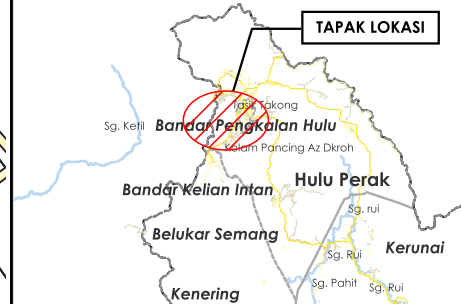 TAPAK LOKASI
Tasik Takong
Sg. Ketil
Bandar Pengkalan Hulu
Kolam Pancing Az Dkroh
Hulu Perak
Bandar Kelian Intan
Sg. rui
Belukar Semang
Kerunai
Sg. Rui
Sg. Pahit
Sg. Rui
Kenering